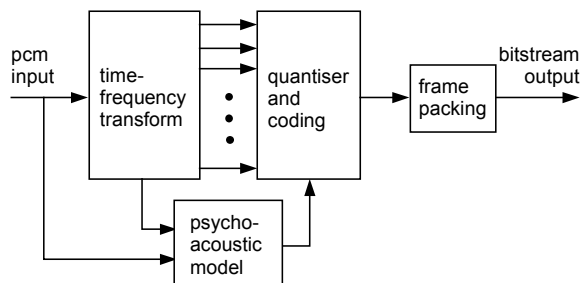 pcm
input
time-
frequency
transform
quantiser
and
coding
frame
packing
bitstream
output
psycho-
acoustic
model